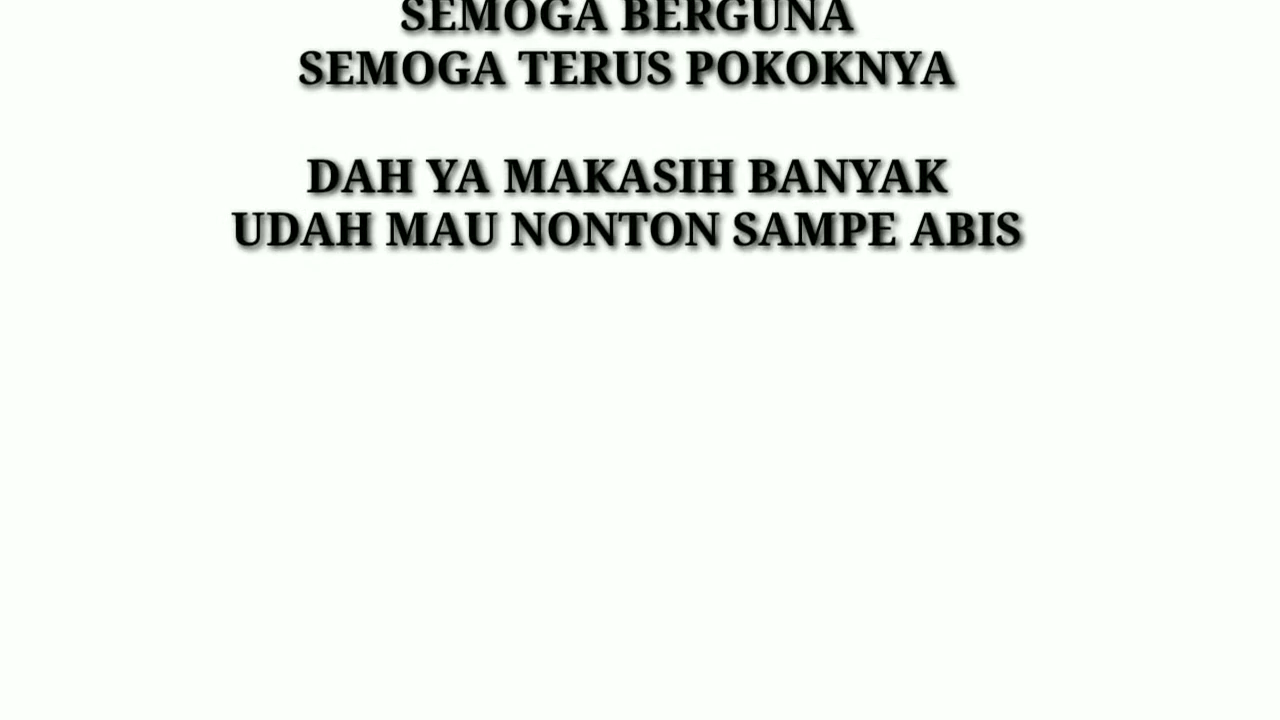 SEMOGA BERGUNA
SEMOGA TERUS POKOKNYA
DAH YA MAKASIH BANYAK
UDAH MAU NONTON SAMPE ABIS